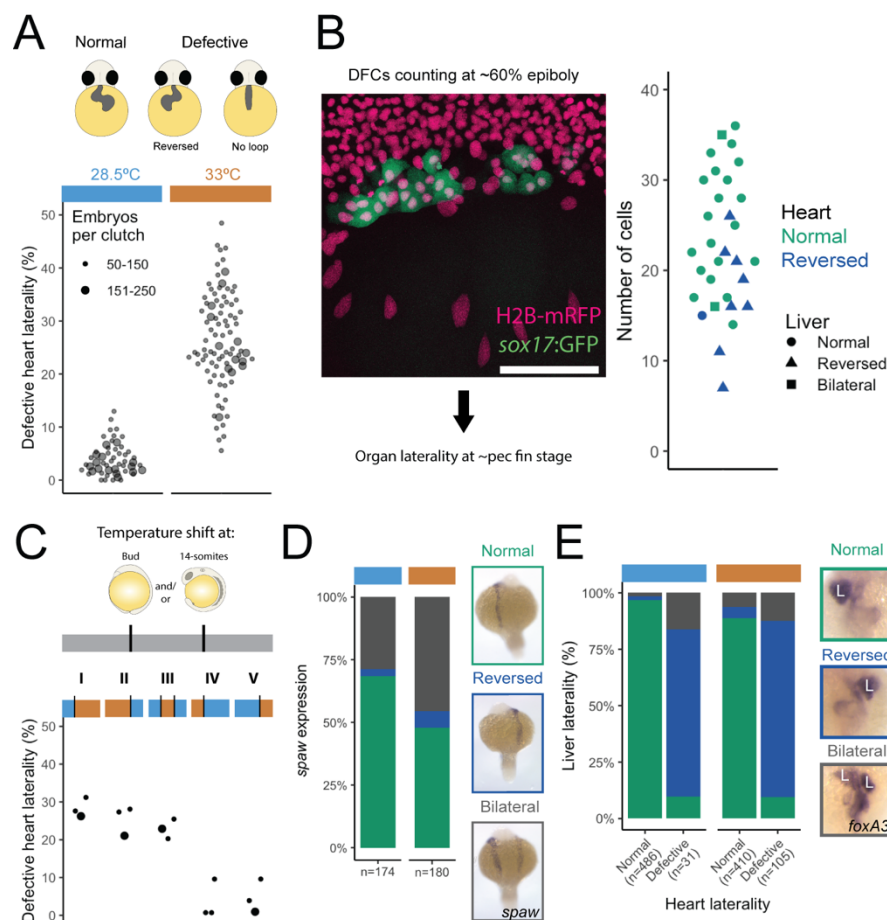 A
Normal
Defective
Reversed
No loop
28.5ºC
33ºC
Defective heart laterality (%)
50
40
30
20
10
0
Embryos
per clutch
50-150
151-250
B
DFCs counting at ~60% epiboly
H2B-mRFP
sox17:GFP
Organ laterality at ~pec fin stage
Number of cells
40
30
20
10
0
Heart
Normal
Reversed
Liver
Normal
Reversed
Bilateral
C
Temperature shift at:
Bud
and/
or
14-somites
I
II
III
IV
V
Defective heart laterality (%)
50
40
30
20
10
0
D
spaw expression
100%
75%
50%
25%
0%
n=174
n=180
Normal
Reversed
Bilateral
spaw
E
Liver laterality (%)
100%
75%
50%
25%
0%
Normal
(n=486)
Defective
(n=31)
Normal
(n=410)
Defective
(n=105)
Heart laterality
Normal
L
Reversed
L
Bilateral
L
L
foxA3